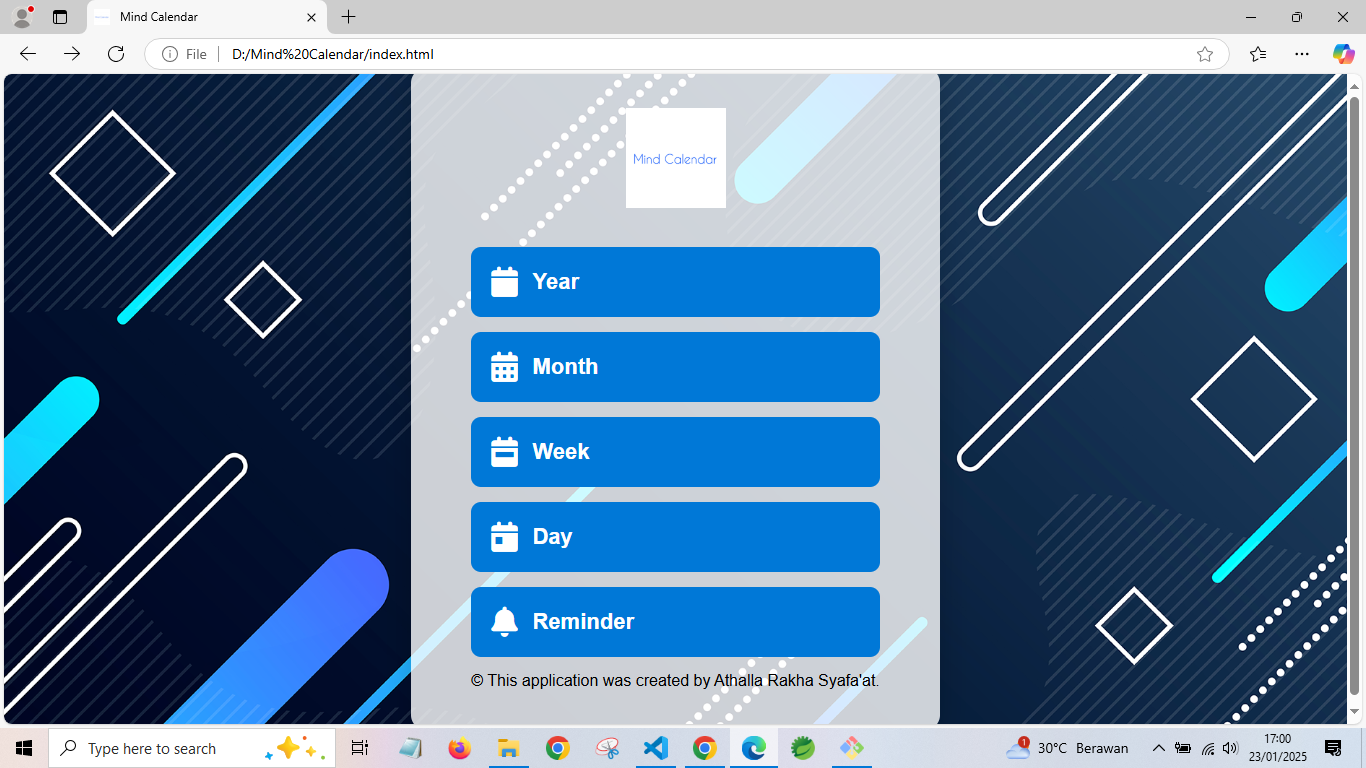 Mind Calendar
File
D:/Mind%20Calendar/index.html
Mind Calendar
Year
Month
Week
Day
Reminder
© This application was created by Athalla Rakha Syafa'at.
Type here to search
1
30°C Berawan
17:00
23/01/2025